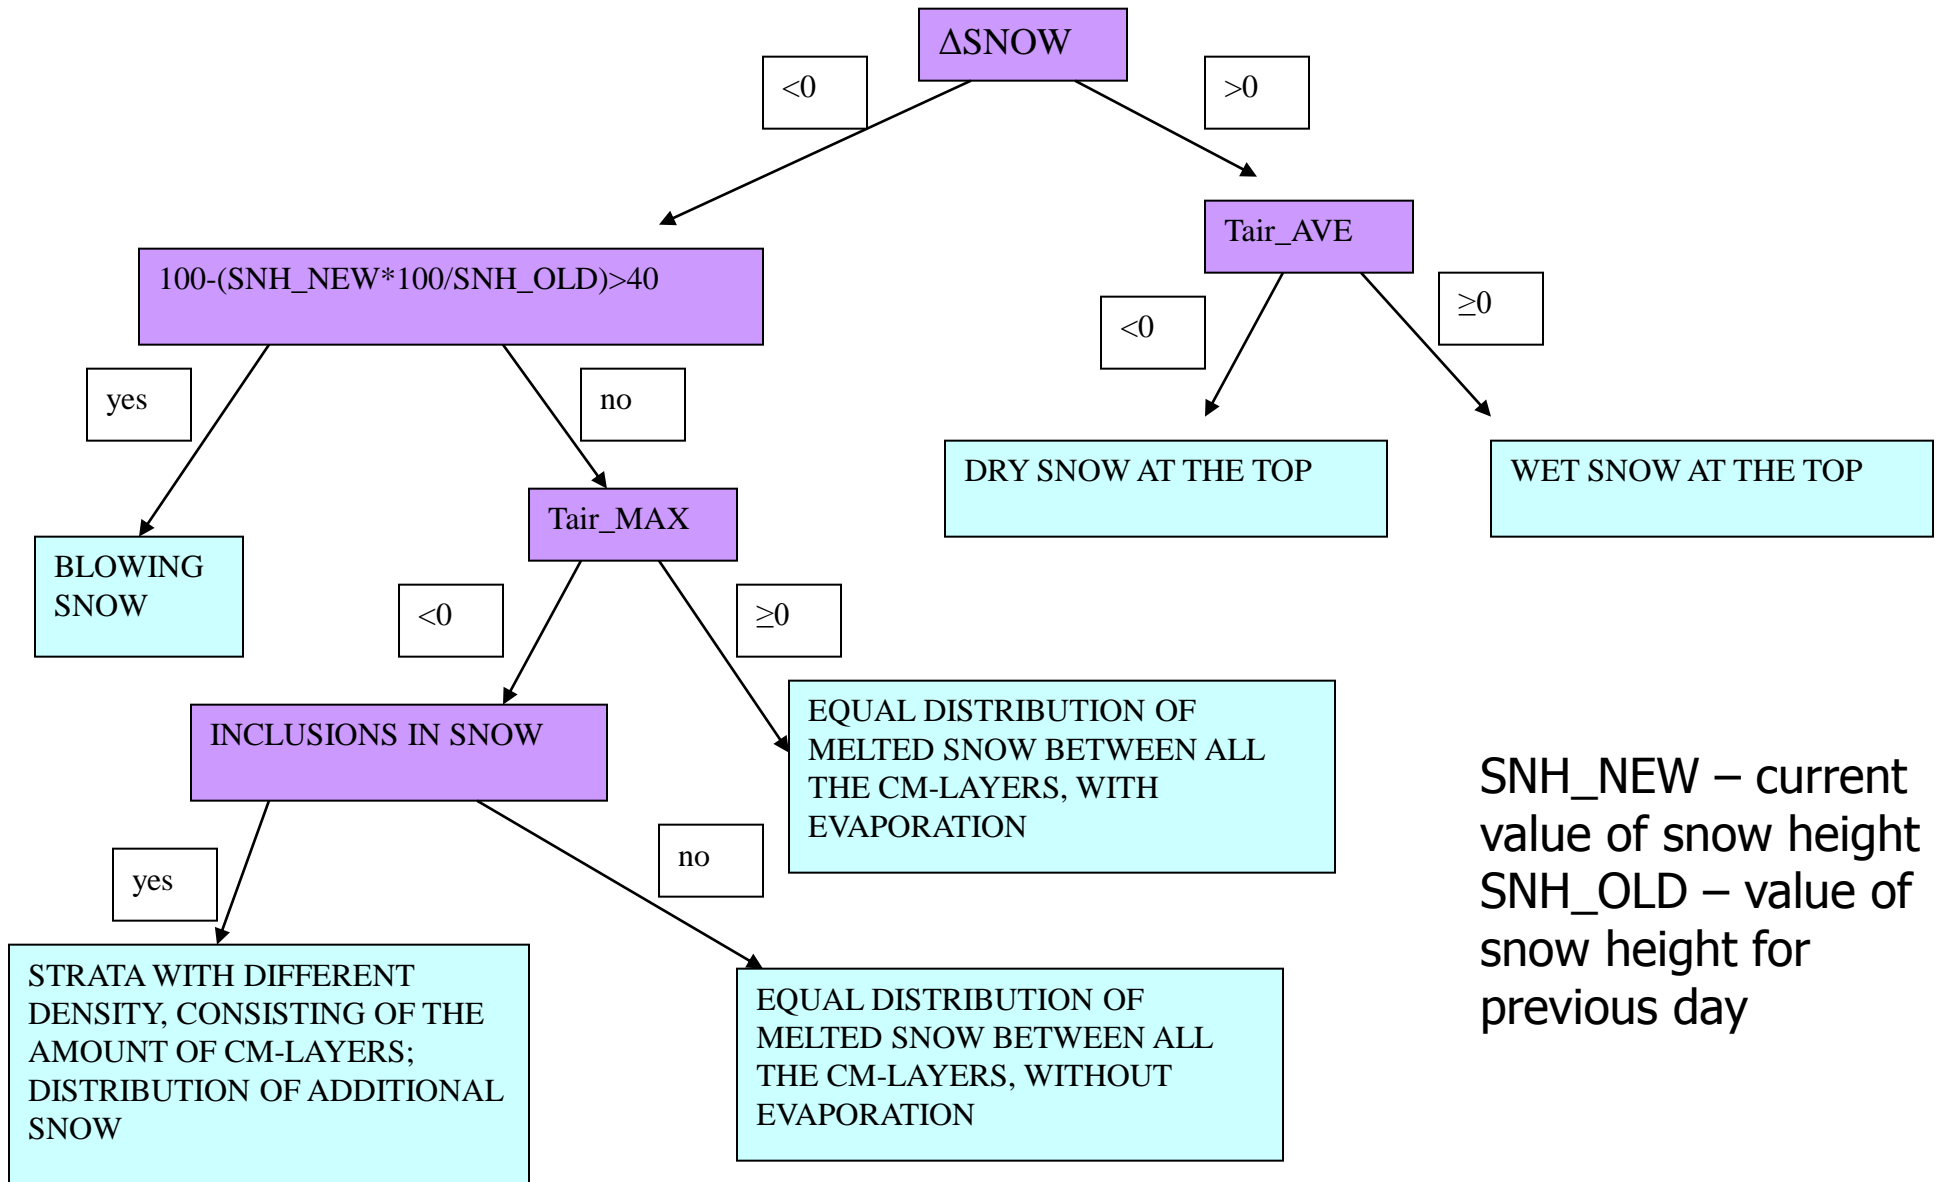 ΔSNOW
<0
>0
100-(SNH_NEW*100/SNH_OLD)>40
Tair_AVE
<0
≥0
yes
no
DRY SNOW AT THE TOP
WET SNOW AT THE TOP
Tair_MAX
BLOWING
SNOW
<0
≥0
INCLUSIONS IN SNOW
EQUAL DISTRIBUTION OF
MELTED SNOW BETWEEN ALL
THE CM-LAYERS, WITH
EVAPORATION
yes
no
STRATA WITH DIFFERENT
DENSITY, CONSISTING OF THE
AMOUNT OF CM-LAYERS;
DISTRIBUTION OF ADDITIONAL
SNOW
EQUAL DISTRIBUTION OF
MELTED SNOW BETWEEN ALL
THE CM-LAYERS, WITHOUT
EVAPORATION
SNH_NEW – current
value of snow height
SNH_OLD – value of
snow height for
previous day